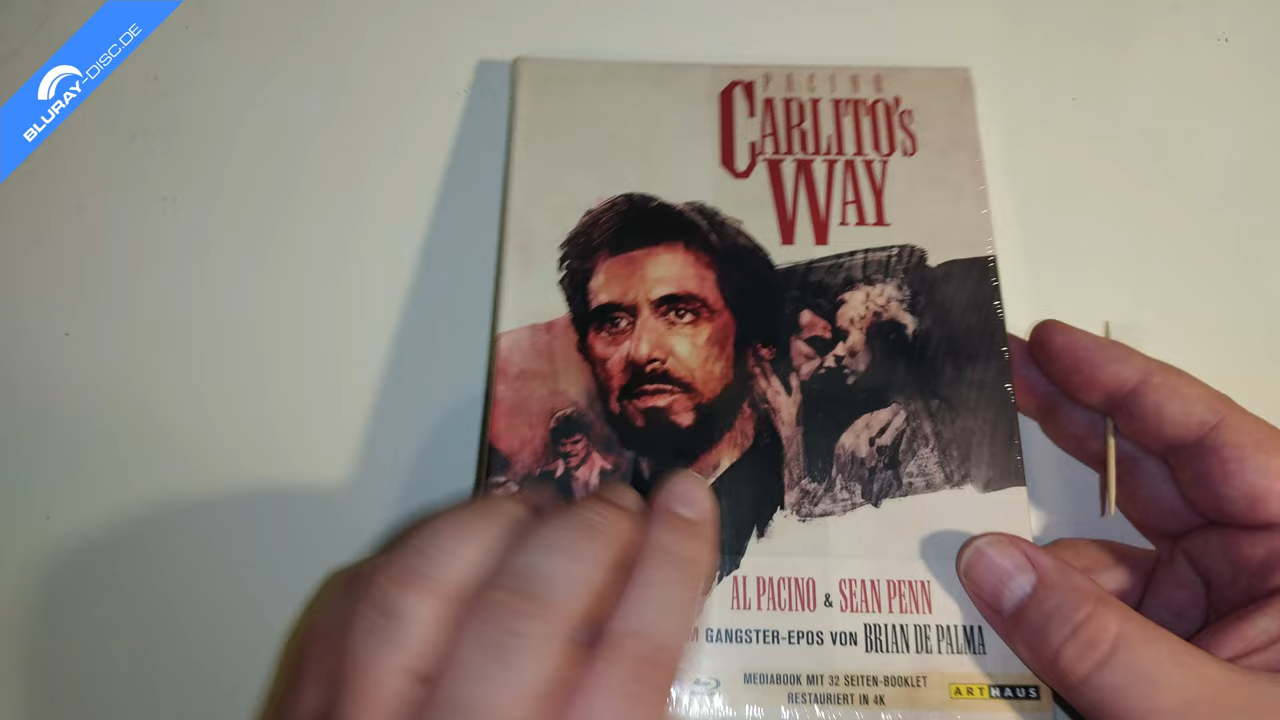 BLURAY-DISC.DE
PACINO
CARLITO's
WAY
AL PACINO & SEAN PENN
GANGSTER-EPOS VON BRIAN DE PALMA
MEDIABOOK MIT 32 SEITEN-BOOKLET
RESTAURIERT IN 4K
ARTHAUS